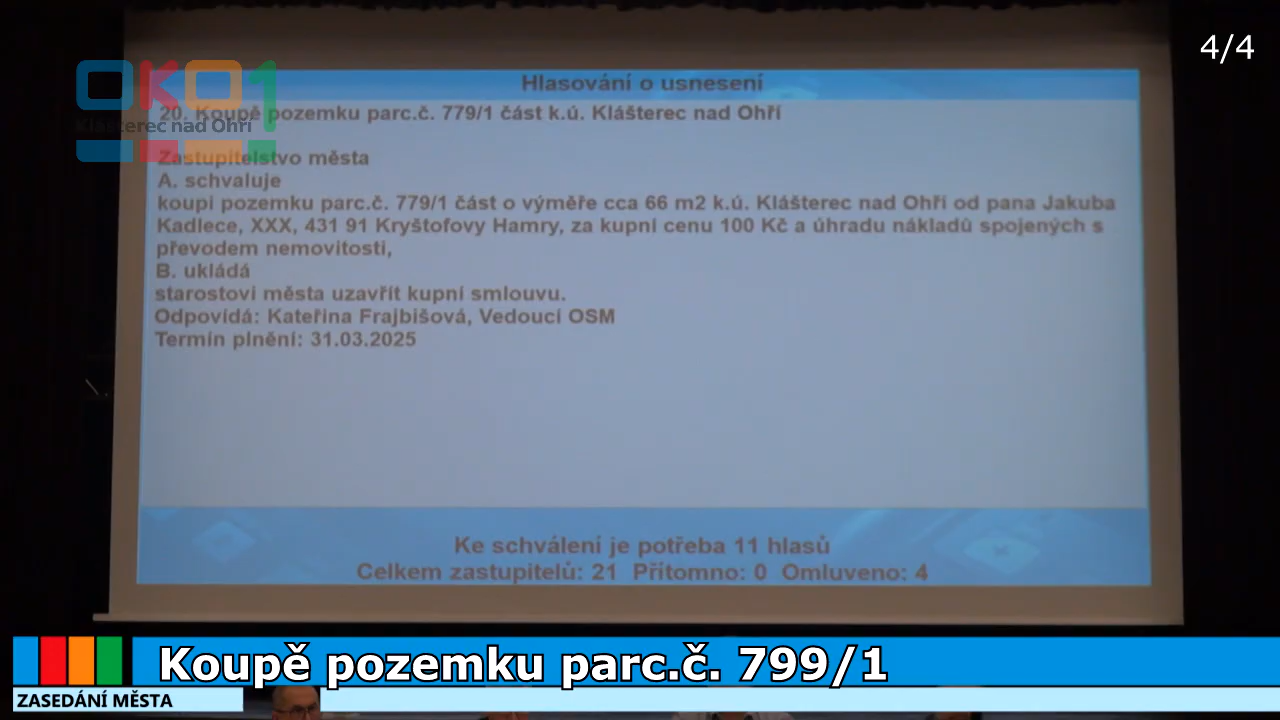 4/4
OKO1
Klášterec nad Ohří
Hlasování o usnesení
20. Koupě pozemku parc.č. 779/1 část k.ú. Klášterec nad Ohří
Zastupitelstvo města
A. schvaluje
koupi pozemku parc.č. 779/1 část o výměře cca 66 m2 k.ú. Klášterec nad Ohří od pana Jakuba
Kadlece, XXX, 431 91 Kryštofovy Hamry, za kupní cenu 100 Kč a úhradu nákladů spojených s
převodem nemovitosti,
B. ukládá
starostovi města uzavřít kupní smlouvu.
Odpovídá: Kateřina Frajbišová, Vedoucí OSM
Termín plnění: 31.03.2025
Ke schválení je potřeba 11 hlasů
Celkem zastupitelů: 21 Přítomno: 0 Omluveno: 4
Koupě pozemku parc.č. 799/1
ZASEDÁNÍ MĚSTA